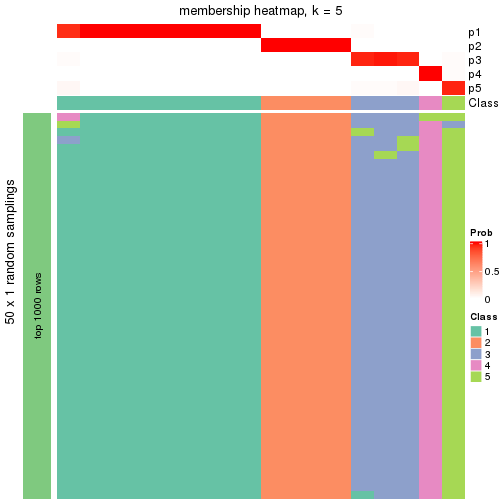 membership heatmap, k = 5
p1
p2
p3
p4
p5
Class
50 x 1 random samplings
top 1000 rows
Prob
1
0.5
0
Class
1
2
3
4
5